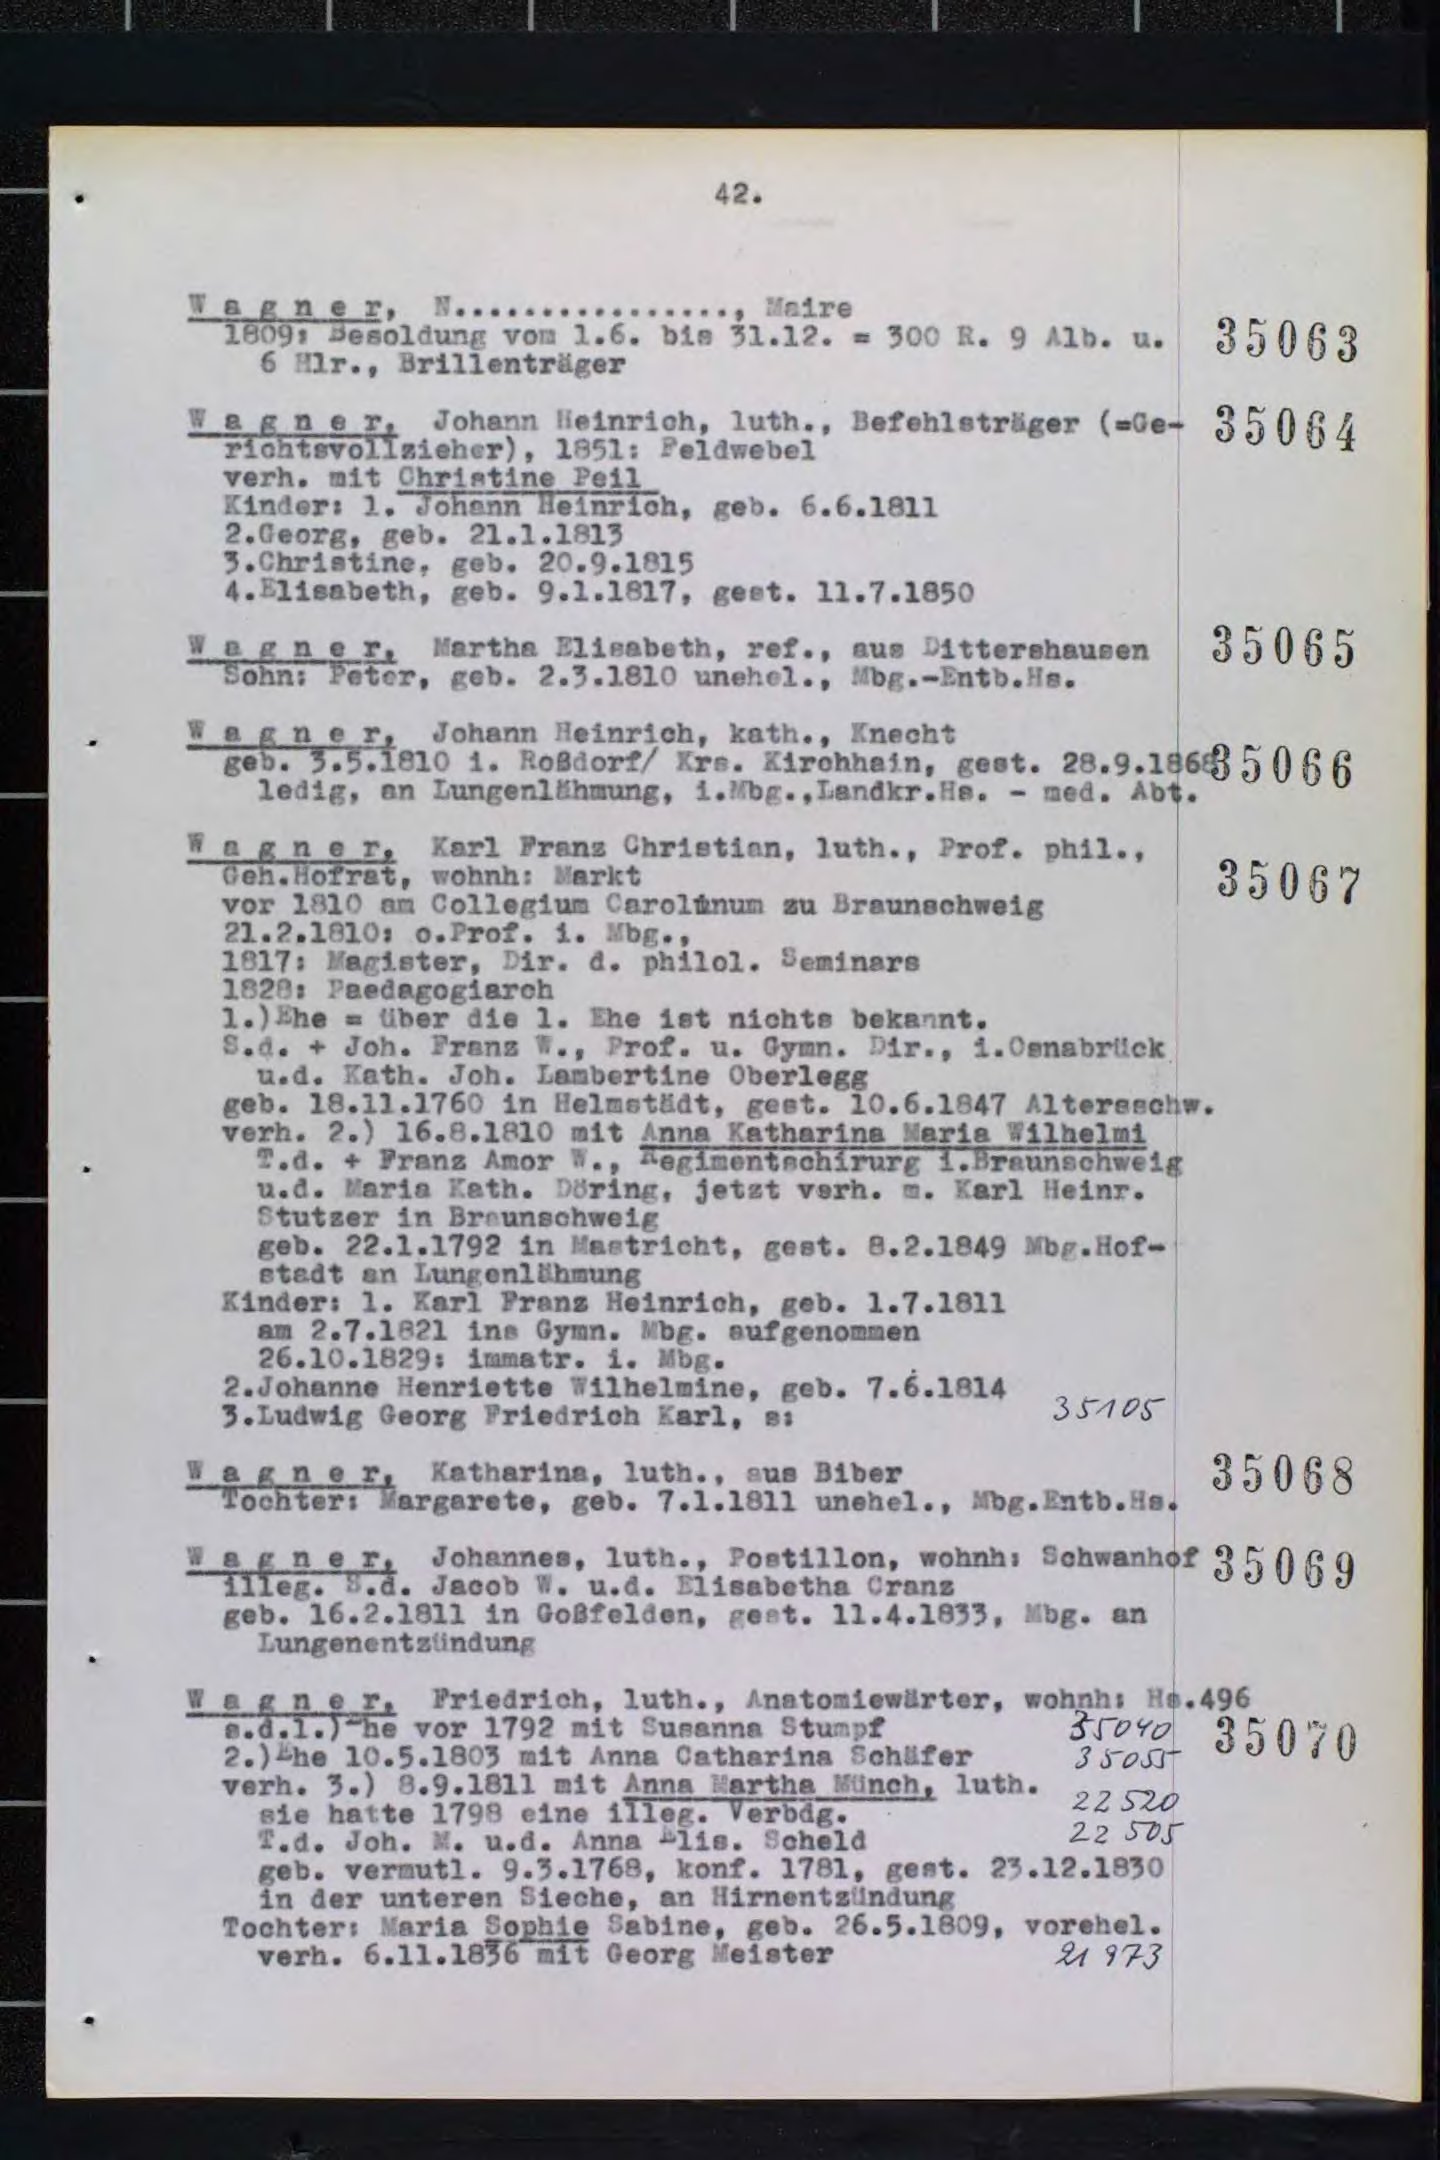 42.
W a g n e r, N................., Maire
1809: Besoldung vom 1.6. bis 31.12. = 300 R. 9 Alb. u. 35063
6 Hlr., Brillenträger
W a g n e r, Johann Heinrich, luth., Befehlsträger (=Ge- 35064
richtsvollzieher), 1851: Feldwebel
verh. mit Christine Peil
Kinder: 1. Johann Heinrich, geb. 6.6.1811
2.Georg, geb. 21.1.1813
3.Christine, geb. 20.9.1815
4.Elisabeth, geb. 9.1.1817, gest. 11.7.1850
W a g n e r, Martha Elisabeth, ref., aus Dittershausen 35065
Sohn: Peter, geb. 2.3.1810 unehel., Mbg.-Entb.Hs.
W a g n e r, Johann Heinrich, kath., Knecht
geb. 3.5.1810 i. Roßdorf/ Krs. Kirchhain, gest. 28.9.1868 35066
ledig, an Lungenlähmung, i.Mbg.,Landkr.Hs. - med. Abt.
W a g n e r, Karl Franz Christian, luth., Prof. phil.,
Geh.Hofrat, wohnh: Markt 35067
vor 1810 am Collegium Carolinum zu Braunschweig
21.2.1810: o.Prof. i. Mbg.,
1817: Magister, Dir. d. philol. Seminars
1828: Paedagogiarch
1.)Ehe = über die 1. Ehe ist nichts bekannt.
S.d. + Joh. Franz W., Prof. u. Gymn. Dir., i.Osnabrück
u.d. Kath. Joh. Lambertine Oberlegg
geb. 18.11.1760 in Helmstädt, gest. 10.6.1847 Altersschw.
verh. 2.) 16.8.1810 mit Anna Katharina Maria Wilhelmi
T.d. + Franz Amor W., Regimentschirurg i.Braunschweig
u.d. Maria Kath. Döring, jetzt verh. m. Karl Heinr.
Stutzer in Braunschweig
geb. 22.1.1792 in Mastricht, gest. 8.2.1849 Mbg.Hof-
stadt an Lungenlähmung
Kinder: 1. Karl Franz Heinrich, geb. 1.7.1811
am 2.7.1821 ins Gymn. Mbg. aufgenommen
26.10.1829: immatr. i. Mbg.
2.Johanne Henriette Wilhelmine, geb. 7.6.1814
3.Ludwig Georg Friedrich Karl, s: 35105
W a g n e r, Katharina, luth., aus Biber 35068
Tochter: Margarete, geb. 7.1.1811 unehel., Mbg.Entb.Hs.
W a g n e r, Johannes, luth., Postillon, wohnh: Schwanhof 35069
illeg. S.d. Jacob W. u.d. Elisabetha Cranz
geb. 16.2.1811 in Goßfelden, gest. 11.4.1833, Mbg. an
Lungenentzündung
W a g n e r, Friedrich, luth., Anatomiewärter, wohnh: Hs.496
s.d.1.)Ehe vor 1792 mit Susanna Stumpf 35040 35070
2.)Ehe 10.5.1803 mit Anna Catharina Schäfer 35055
verh. 3.) 8.9.1811 mit Anna Martha Münch, luth.
sie hatte 1798 eine illeg. Verbdg. 22520
T.d. Joh. M. u.d. Anna Elis. Scheld 22505
geb. vermutl. 9.3.1768, konf. 1781, gest. 23.12.1830
in der unteren Sieche, an Hirnentzündung
Tochter: Maria Sophie Sabine, geb. 26.5.1809, vorehel.
verh. 6.11.1836 mit Georg Meister 21973